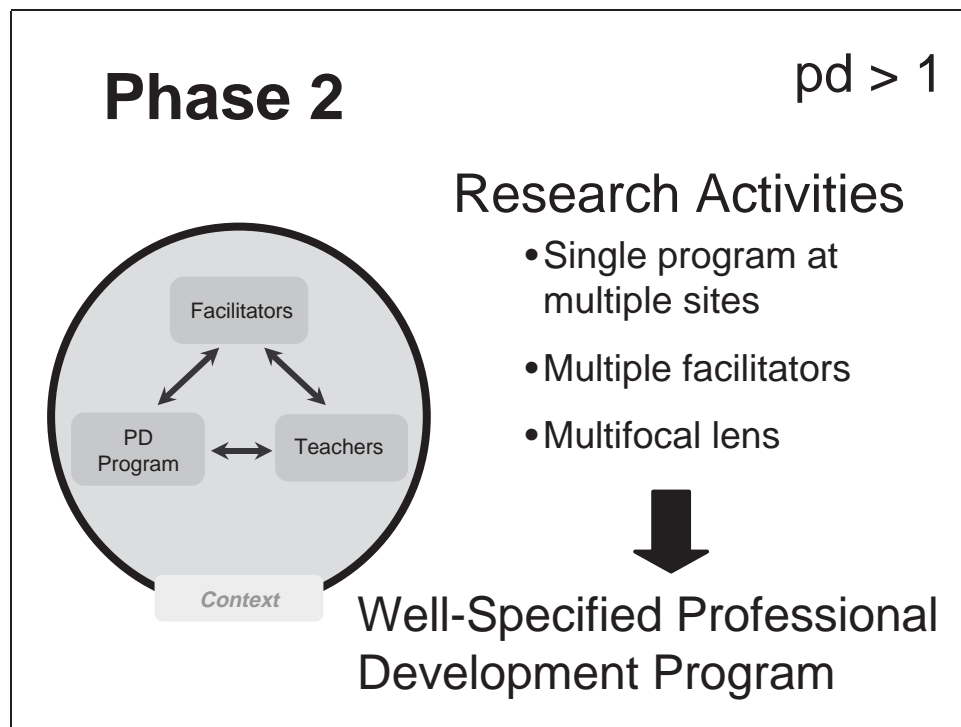 Phase 2
pd > 1
Research Activities
•Single program at
multiple sites
•Multiple facilitators
•Multifocal lens
Facilitators
PD
Program
Teachers
Context
Well-Specified Professional
Development Program